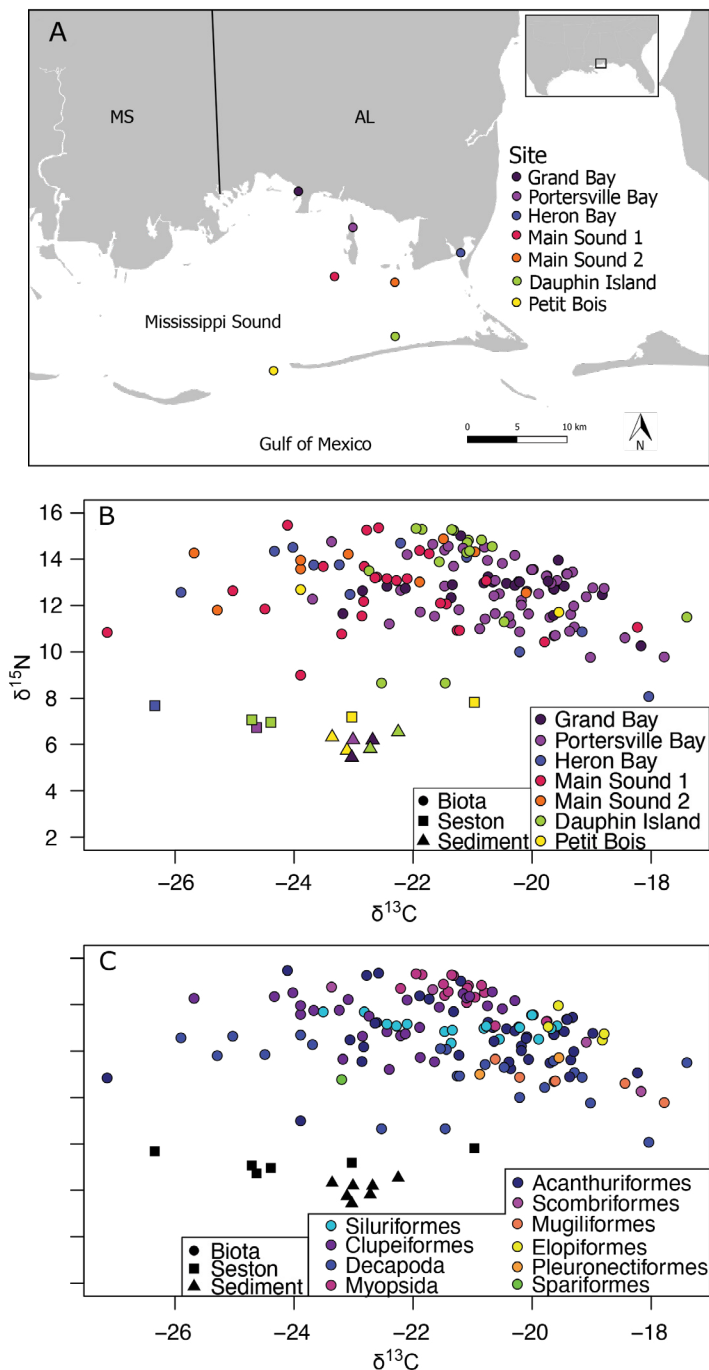 A
MS
AL
Site
Grand Bay
Portersville Bay
Heron Bay
Main Sound 1
Main Sound 2
Dauphin Island
Petit Bois
Mississippi Sound
0 5 10 km
N
Gulf of Mexico
B
16
14
12
10
8
6
4
2
δ15N
Grand Bay
Portersville Bay
Heron Bay
Main Sound 1
Main Sound 2
Dauphin Island
Petit Bois
Biota
Seston
Sediment
−26 −24 −22 −20 −18
δ13C
C
Acanthuriformes
Scombriformes
Mugiliformes
Elopiformes
Pleuronectiformes
Spariformes
Siluriformes
Clupeiformes
Decapoda
Myopsida
Biota
Seston
Sediment
−26 −24 −22 −20 −18
δ13C